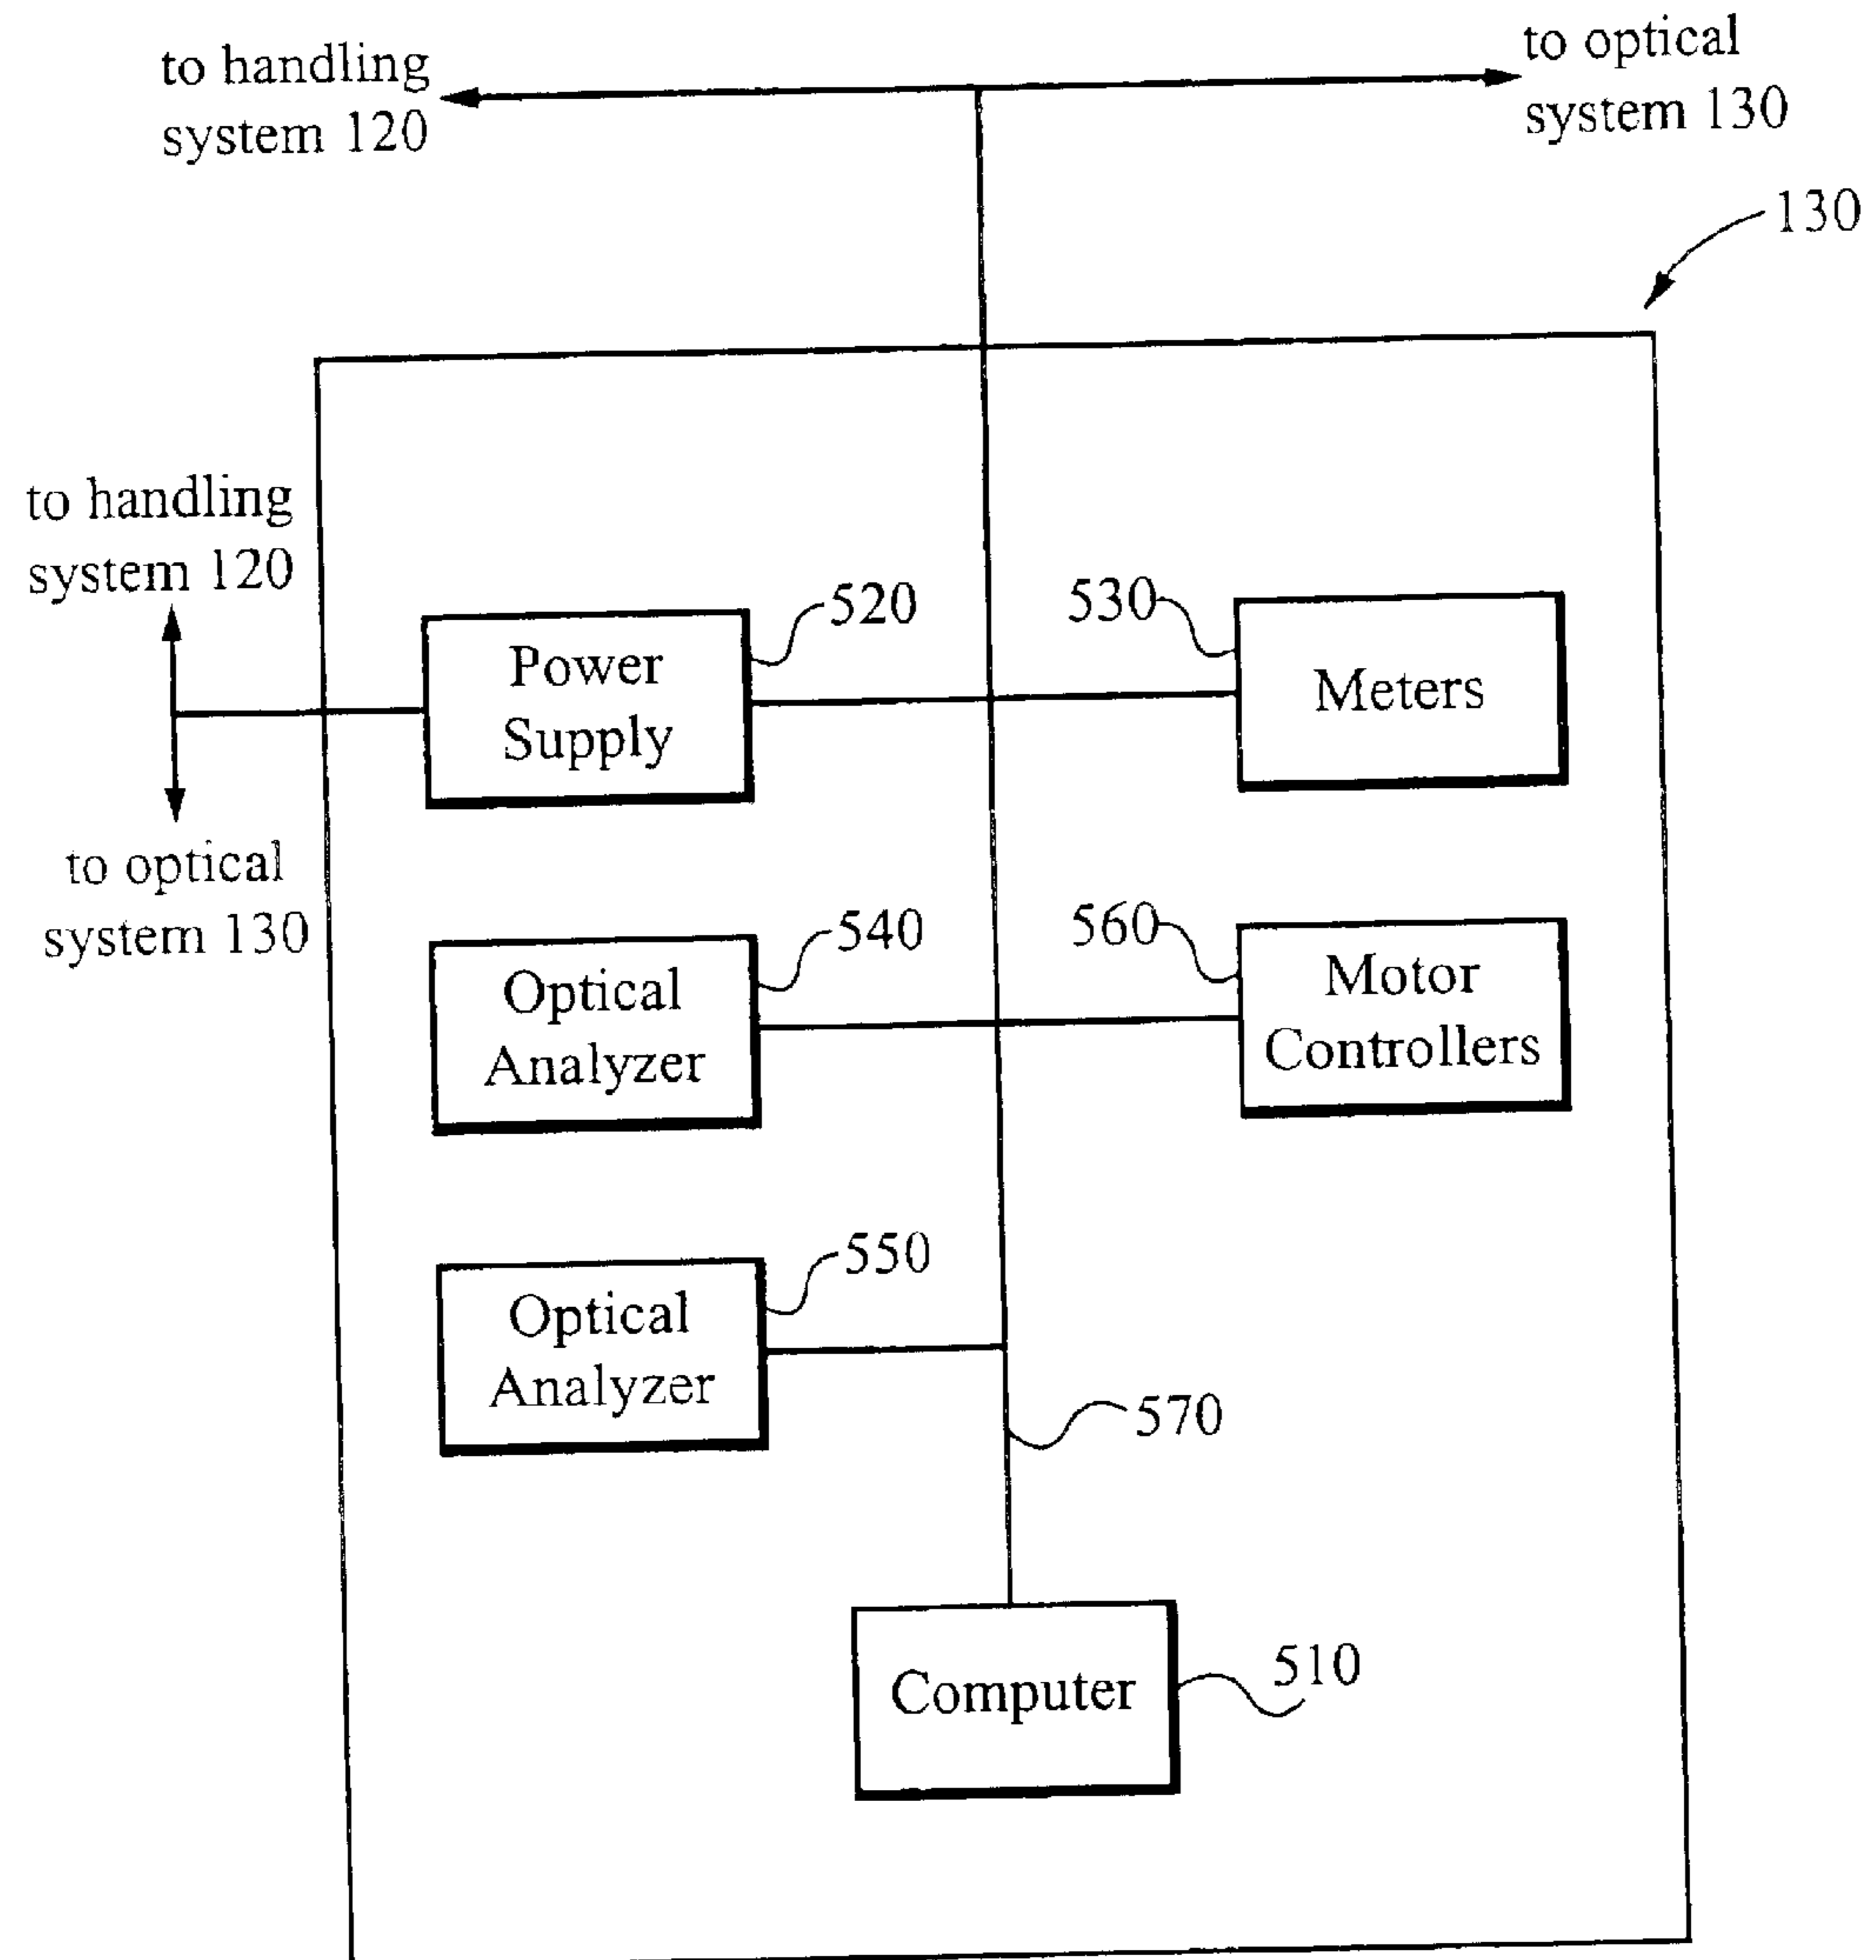 to handling
system 120
to optical
system 130
130
to handling
system 120
to optical
system 130
520
Power
Supply
530
Meters
540
Optical
Analyzer
560
Motor
Controllers
550
Optical
Analyzer
570
Computer
510